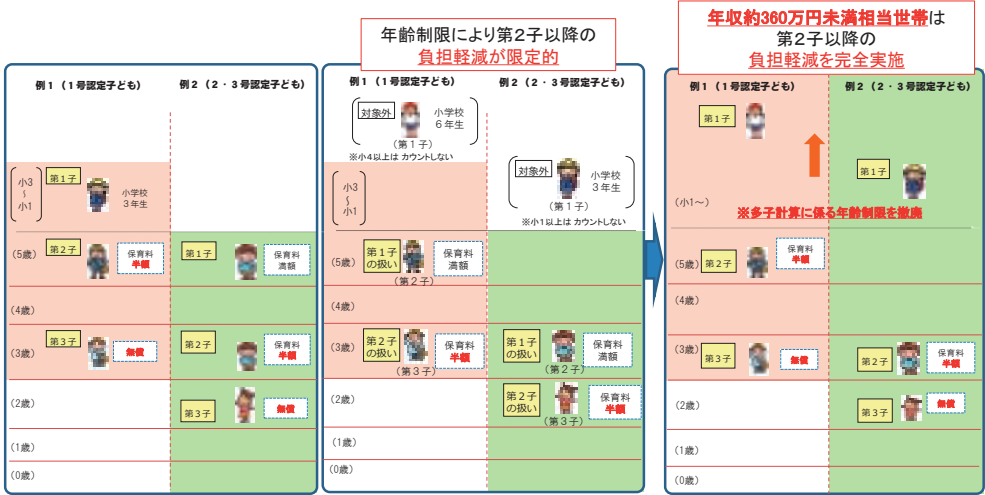 年齢制限により第２子以降の
負担軽減が限定的
年収約360万円未満相当世帯は
第２子以降の
負担軽減を完全実施
例１（１号認定子ども）
例２（２・３号認定子ども）
小３
～
小１
第１子
小学校
３年生
(5歳)
第２子
保育料
半額
第１子
保育料
満額
(4歳)
(3歳)
第３子
無償
第２子
保育料
半額
(2歳)
第３子
無償
(1歳)
(0歳)
例１（１号認定子ども）
例２（２・３号認定子ども）
対象外
小学校
６年生
(第１子)
※小4以上は カウントしない
小３
～
小１
対象外
小学校
３年生
(第１子)
※小１以上は カウントしない
(5歳)
第１子
の扱い
保育料
満額
(第２子)
(4歳)
(3歳)
第２子
の扱い
保育料
半額
(第３子)
第１子
の扱い
保育料
満額
(第２子)
(2歳)
第２子
の扱い
保育料
半額
(第３子)
(1歳)
(0歳)
例１（１号認定子ども）
例２（２・３号認定子ども）
第１子
第１子
(小1～)
※多子計算に係る年齢制限を撤廃
(5歳)
第２子
保育料
半額
(4歳)
(3歳)
第３子
無償
第２子
保育料
半額
(2歳)
第３子
無償
(1歳)
(0歳)